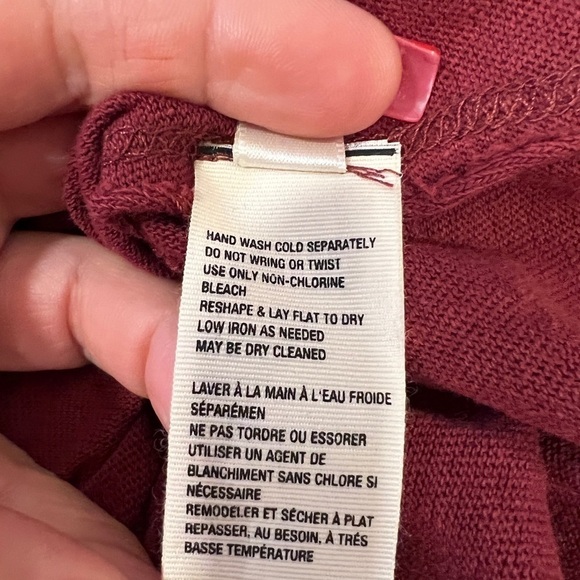 HAND WASH COLD SEPARATELY
DO NOT WRING OR TWIST
USE ONLY NON-CHLORINE
BLEACH
RESHAPE & LAY FLAT TO DRY
LOW IRON AS NEEDED
MAY BE DRY CLEANED
LAVER À LA MAIN À L'EAU FROIDE
SÉPARÉMEN
NE PAS TORDRE OU ESSORER
UTILISER UN AGENT DE
BLANCHIMENT SANS CHLORE SI
NÉCESSAIRE
REMODELER ET SÉCHER À PLAT
REPASSER, AU BESOIN, À TRÉS
BASSE TEMPÉRATURE